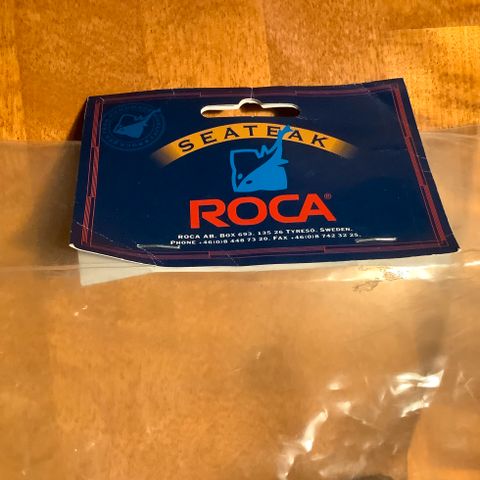 SEATEAK
ROCA®
ROCA AB. BOX 693, 135 26 TYRESO. SWEDEN.
PHONE +46(0)8 448 73 20. FAX +46(0)8 742 32 25.